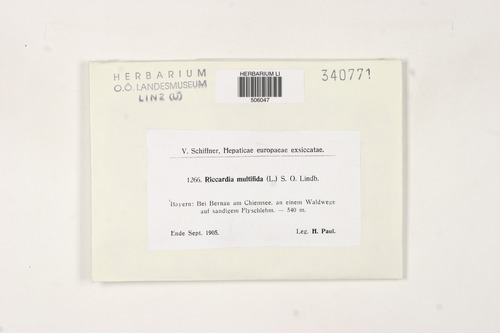 HERBARIUM
O.Ö. LANDESMUSEUM
LINZ (LI)
HERBARIUM LI
506047
340771
V. Schiffner, Hepaticae europaeae exsiccatae.
1266. Riccardia multifida (L.) S. O. Lindb.
Bayern: Bei Bernau am Chiemsee, an einem Waldwege
auf sandigem Flyschlehm. — 540 m.
Ende Sept. 1905.
Leg. H. Paul.